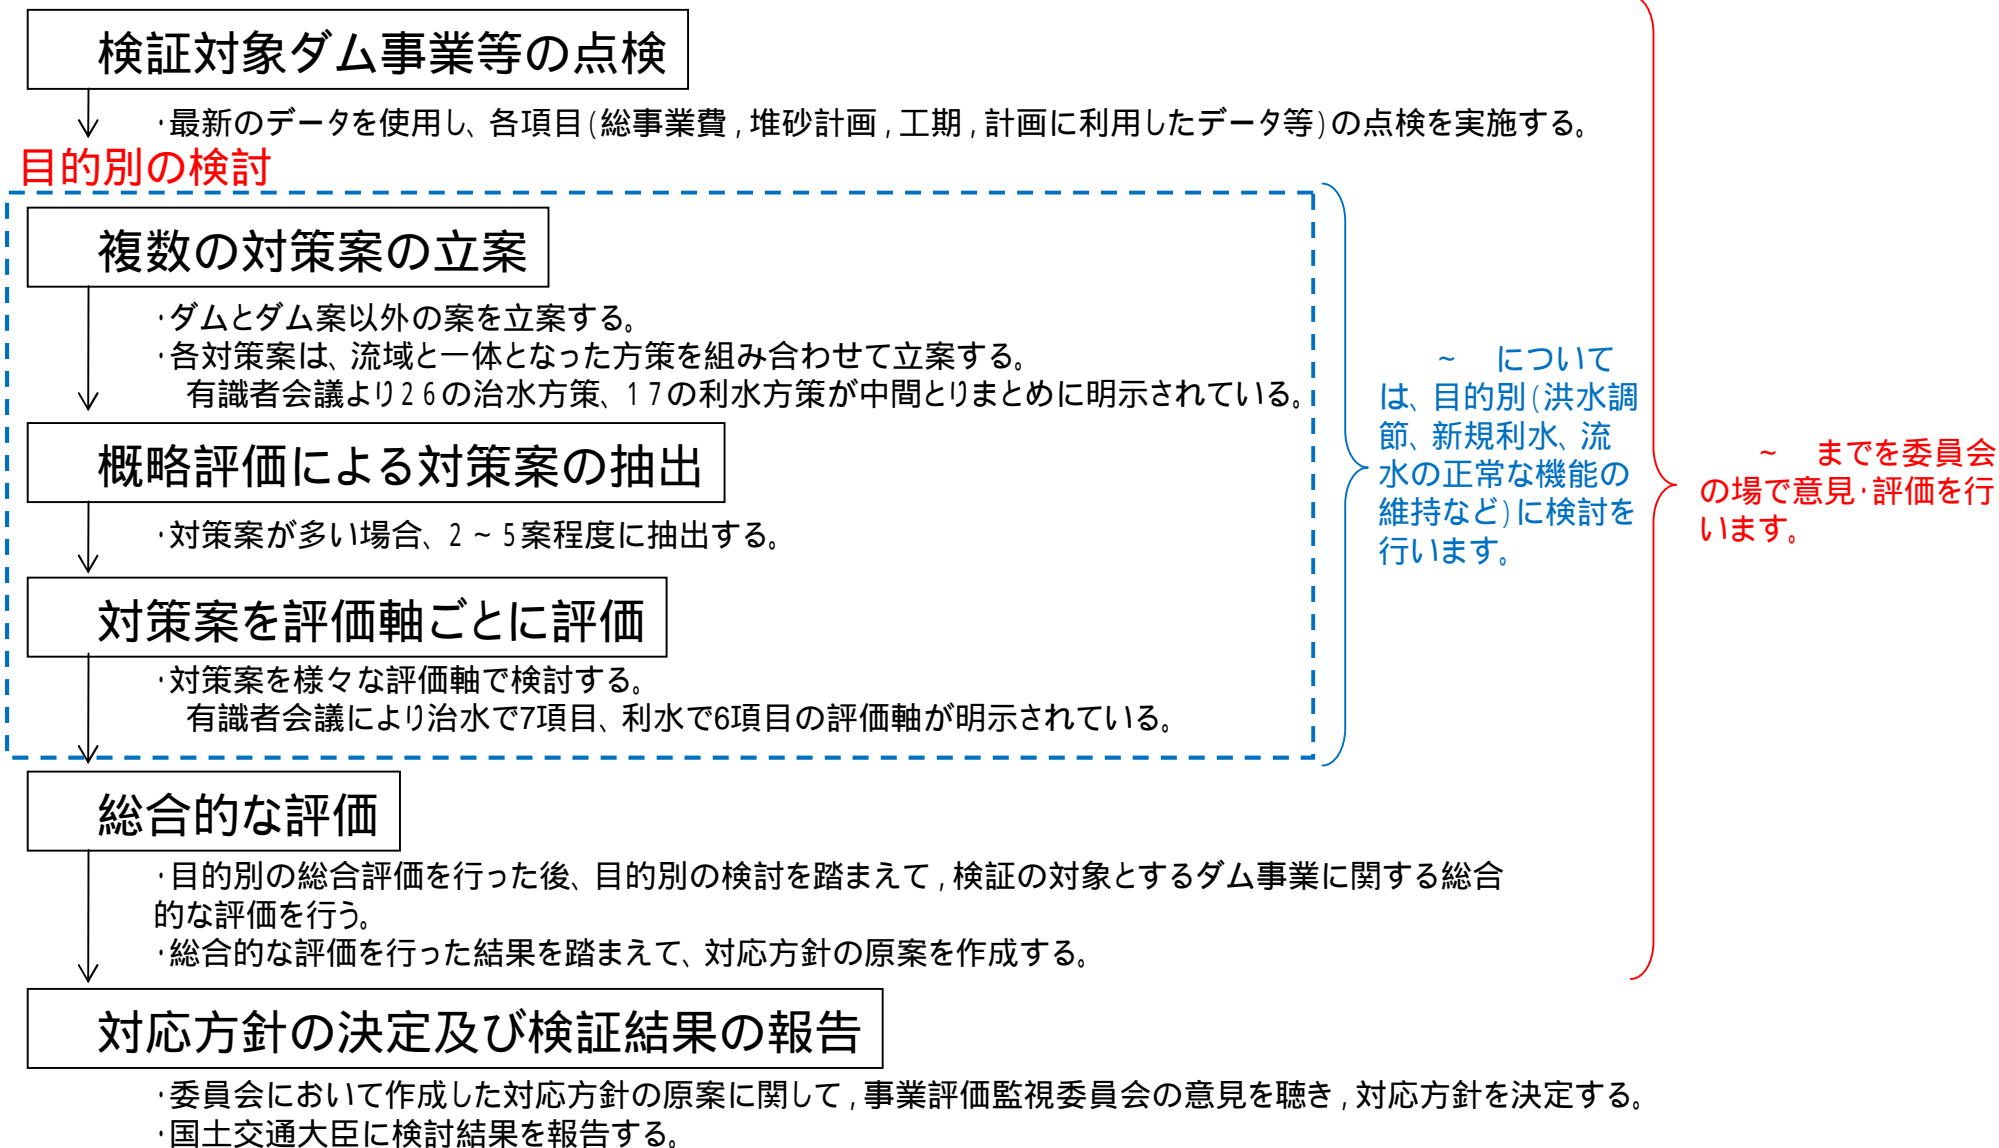 検証対象ダム事業等の点検
・最新のデータを使用し、各項目(総事業費,堆砂計画,工期,計画に利用したデータ等)の点検を実施する。
目的別の検討
複数の対策案の立案
・ダムとダム案以外の案を立案する。
・各対策案は、流域と一体となった方策を組み合わせて立案する。
有識者会議より26の治水方策、17の利水方策が中間とりまとめに明示されている。
概略評価による対策案の抽出
・対策案が多い場合、2~5案程度に抽出する。
対策案を評価軸ごとに評価
・対策案を様々な評価軸で検討する。
有識者会議により治水で7項目、利水で6項目の評価軸が明示されている。
~ について
は、目的別(洪水調
節、新規利水、流
水の正常な機能の
維持など)に検討を
行います。
~ までを委員会
の場で意見・評価を行
います。
総合的な評価
・目的別の総合評価を行った後、目的別の検討を踏まえて,検証の対象とするダム事業に関する総合
的な評価を行う。
・総合的な評価を行った結果を踏まえて、対応方針の原案を作成する。
対応方針の決定及び検証結果の報告
・委員会において作成した対応方針の原案に関して,事業評価監視委員会の意見を聴き,対応方針を決定する。
・国土交通大臣に検討結果を報告する。